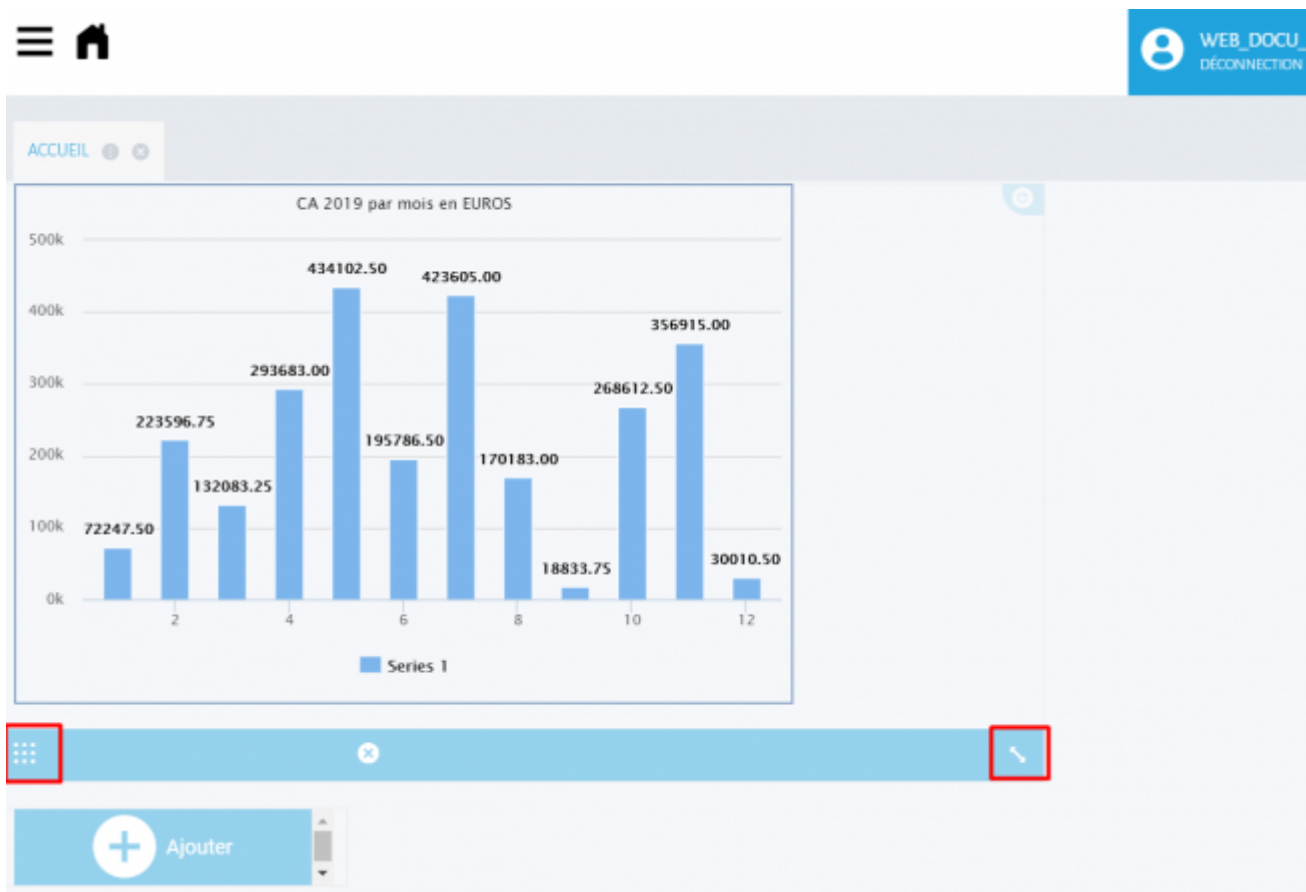 WEB_DOCU_
DÉCONNECTION
ACCUEIL
CA 2019 par mois en EUROS
500k
434102.50
423605.00
400k
356915.00
300k
293683.00
268612.50
223596.75
195786.50
200k
170183.00
132083.25
100k
72247.50
18833.75
30010.50
0k
2 4 6 8 10 12
Series 1
Ajouter